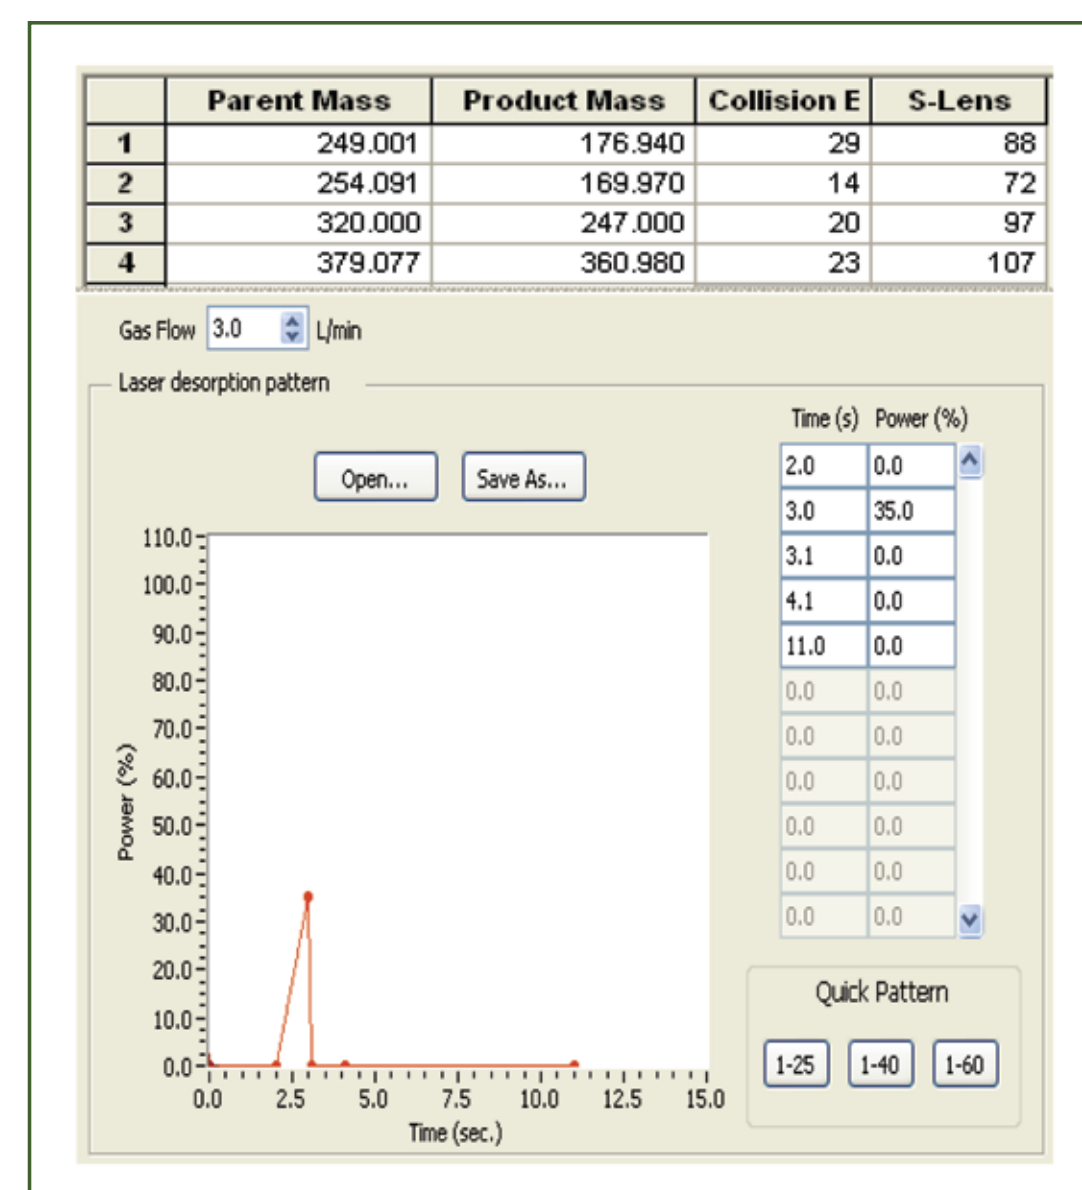 Parent Mass Product Mass Collision E S-Lens
1 249.001 176.940 29 88
2 254.091 169.970 14 72
3 320.000 247.000 20 97
4 379.077 360.980 23 107
Gas Flow 3.0 L/min
Laser desorption pattern
Time (s) Power (%)
Open... Save As...
2.0 0.0
3.0 35.0
3.1 0.0
4.1 0.0
11.0 0.0
0.0 0.0
0.0 0.0
0.0 0.0
0.0 0.0
0.0 0.0
0.0 0.0
110.0
100.0
90.0
80.0
70.0
60.0
50.0
40.0
30.0
20.0
10.0
0.0
Power (%)
0.0 2.5 5.0 7.5 10.0 12.5 15.0
Time (sec.)
Quick Pattern
1-25 1-40 1-60